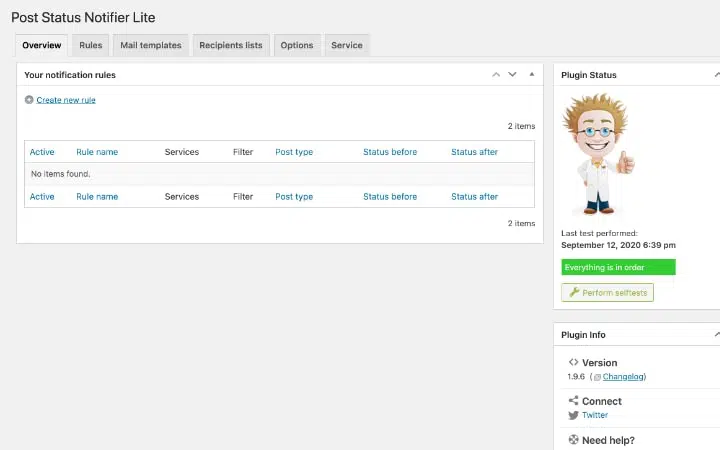 Post Status Notifier Lite
Overview Rules Mail templates Recipients lists Options Service
Your notification rules
Create new rule
2 items
Active Rule name Services Filter Post type Status before Status after
No items found.
Active Rule name Services Filter Post type Status before Status after
2 items
Plugin Status
Last test performed:
September 12, 2020 6:39 pm
Everything is in order
Perform selftests
Plugin Info
Version
1.9.6 ( Changelog)
Connect
Twitter
Need help?